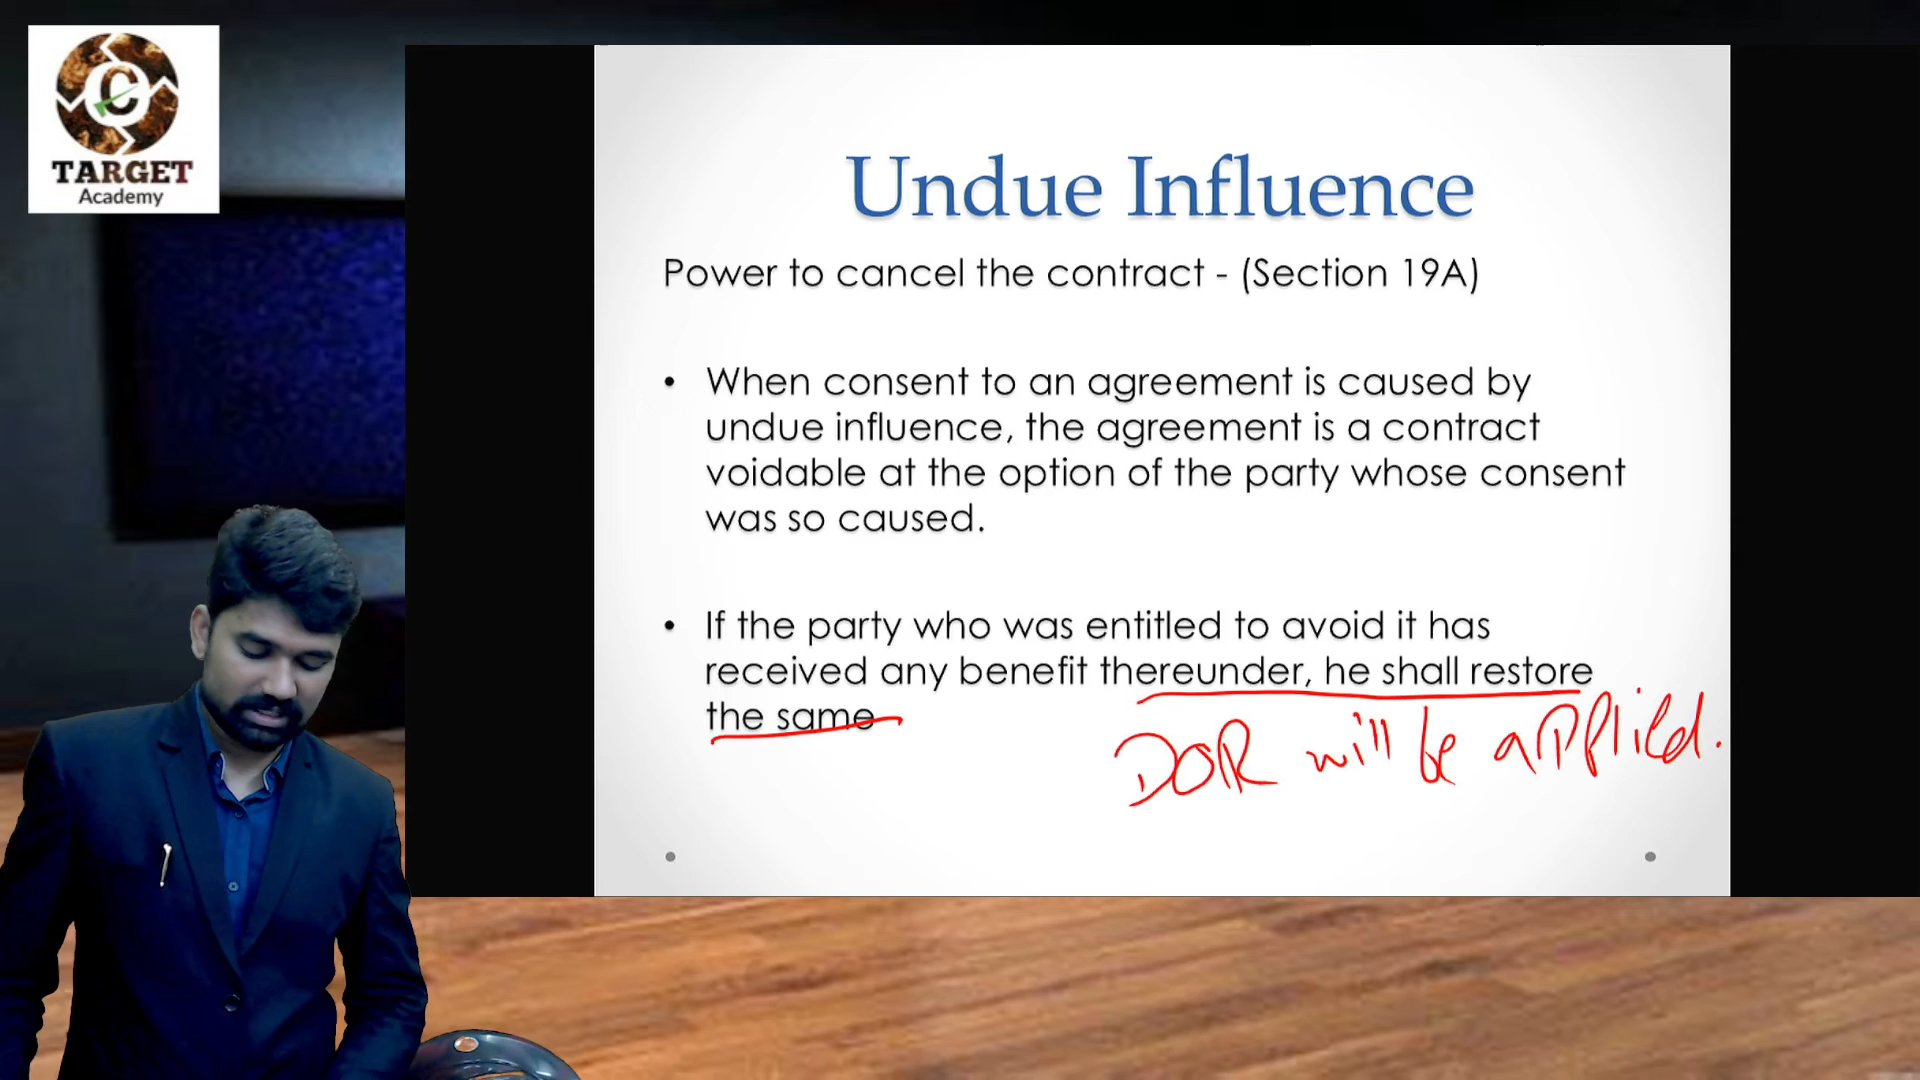 C
TARGET
Academy
Undue Influence
Power to cancel the contract - (Section 19A)
• When consent to an agreement is caused by
undue influence, the agreement is a contract
voidable at the option of the party whose consent
was so caused.
• If the party who was entitled to avoid it has
received any benefit thereunder, he shall restore
the same
DOR will be applied.